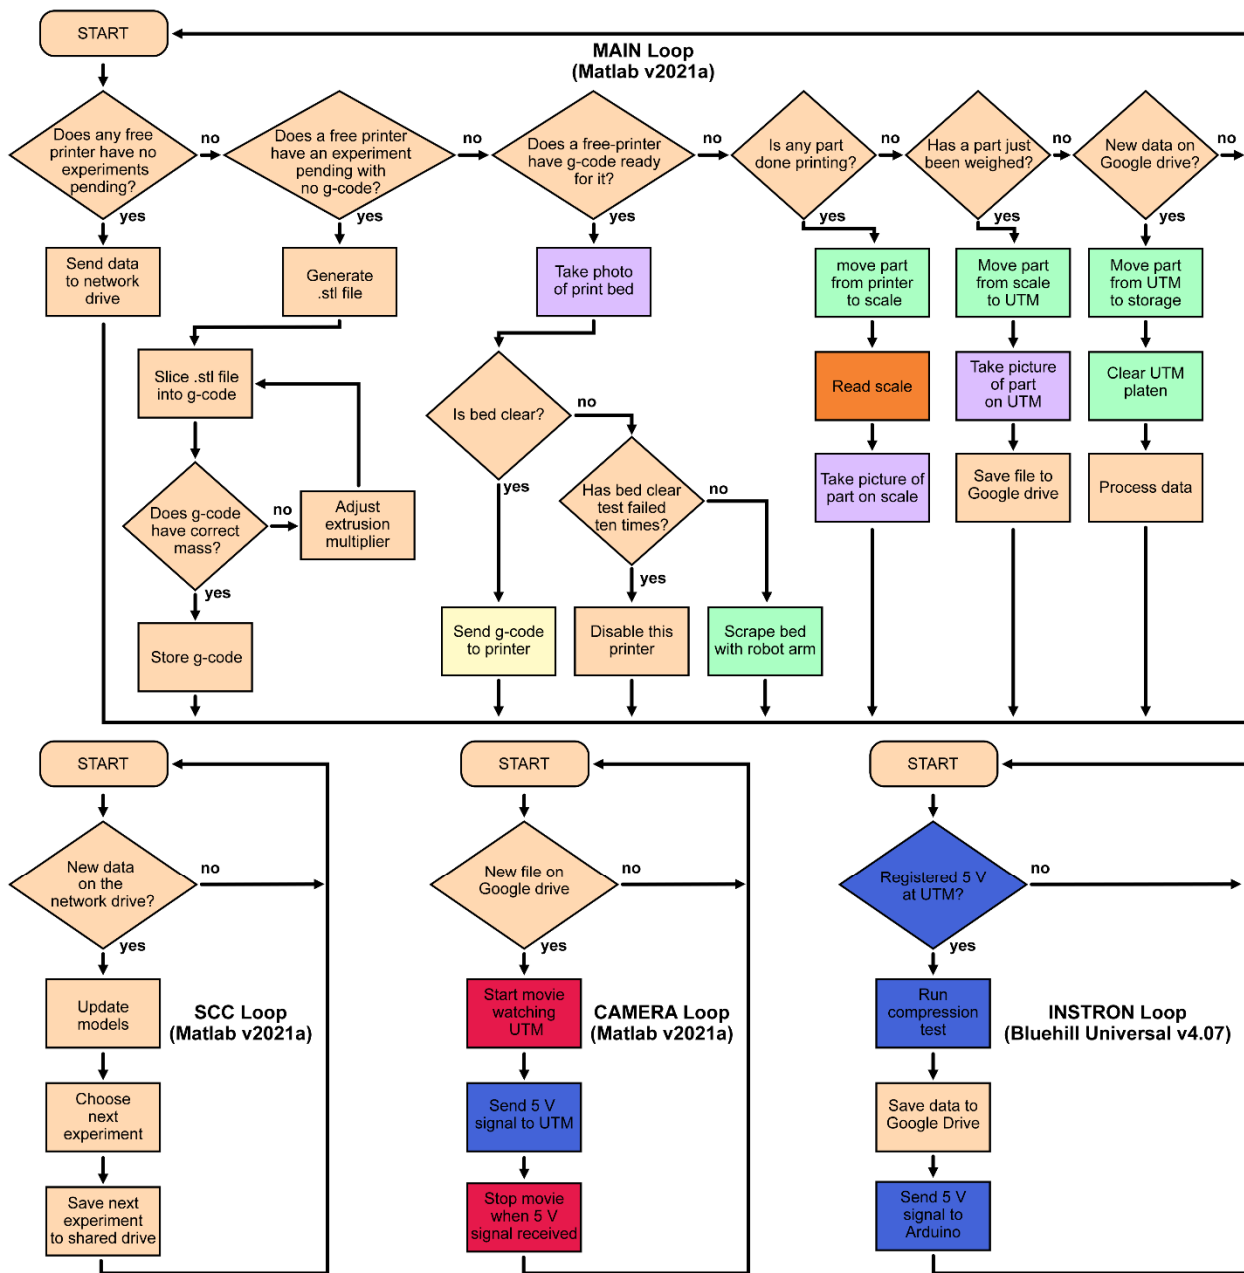 START
MAIN Loop
(Matlab v2021a)
Does any free
printer have no
experiments
pending?
no
yes
Does a free printer
have an experiment
pending with
no g-code?
no
yes
Does a free-printer
have g-code ready
for it?
no
yes
Is any part
done printing?
no
yes
Has a part just
been weighed?
no
yes
New data on
Google drive?
no
yes
Send data
to network
drive
Generate
.stl file
Take photo
of print bed
move part
from printer
to scale
Move part
from scale
to UTM
Move part
from UTM
to storage
Slice .stl file
into g-code
Is bed clear?
no
yes
Read scale
Take picture
of part
on UTM
Clear UTM
platen
Does g-code
have correct
mass?
no
yes
Adjust
extrusion
multiplier
Has bed clear
test failed
ten times?
no
yes
Take picture of
part on scale
Save file to
Google drive
Process data
Store g-code
Send g-code
to printer
Disable this
printer
Scrape bed
with robot arm
START
New data
on the
network drive?
no
yes
Update
models
SCC Loop
(Matlab v2021a)
Choose
next
experiment
Save next
experiment
to shared drive
START
New file on
Google drive
no
yes
Start movie
watching
UTM
CAMERA Loop
(Matlab v2021a)
Send 5 V
signal to UTM
Stop movie
when 5 V
signal received
START
Registered 5 V
at UTM?
no
yes
Run
compression
test
INSTRON Loop
(Bluehill Universal v4.07)
Save data to
Google Drive
Send 5 V
signal to
Arduino